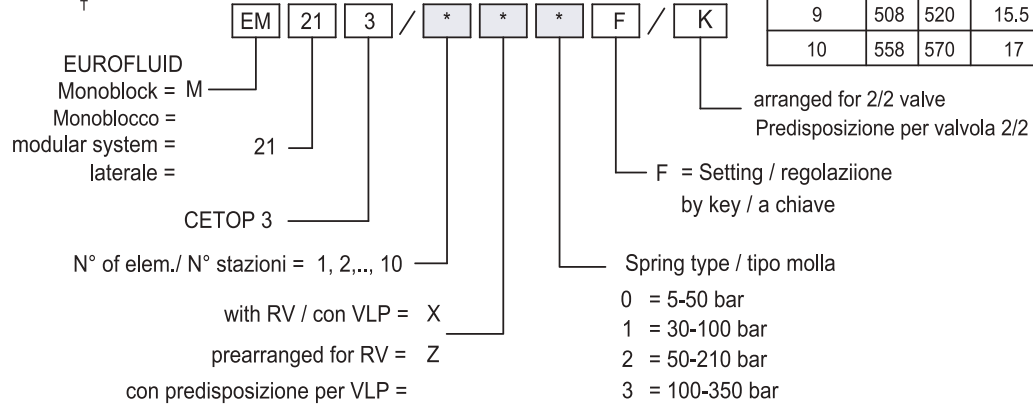 T
EM 21 3 / * * * F / K
9 508 520 15.5
10 558 570 17
EUROFLUID
Monoblock = M
Monoblocco =
modular system = 21
laterale =
CETOP 3
N° of elem./ N° stazioni = 1, 2,.., 10
with RV / con VLP = X
prearranged for RV = Z
con predisposizione per VLP =
arranged for 2/2 valve
Predisposizione per valvola 2/2
F = Setting / regolaziione
by key / a chiave
Spring type / tipo molla
0 = 5-50 bar
1 = 30-100 bar
2 = 50-210 bar
3 = 100-350 bar